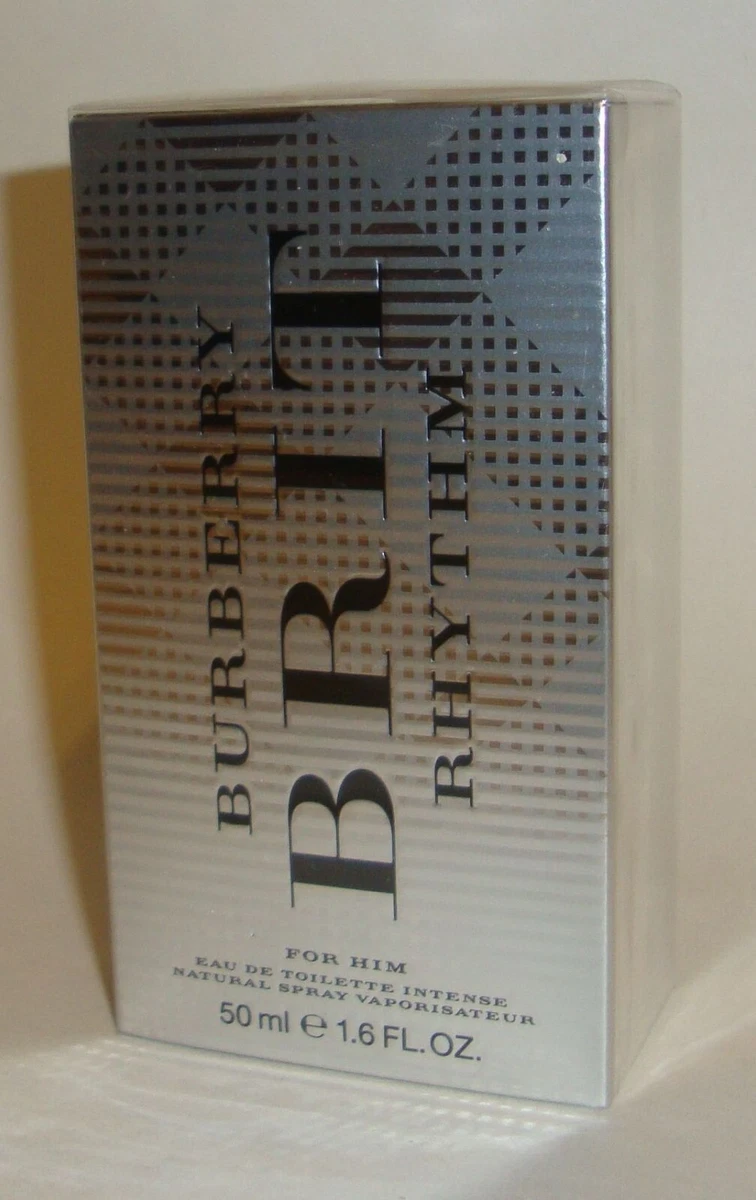 BURBERRY
BRIT
RHYTHM
FOR HIM
EAU DE TOILETTE INTENSE
NATURAL SPRAY VAPORISATEUR
50 ml ℮ 1.6 FL.OZ.